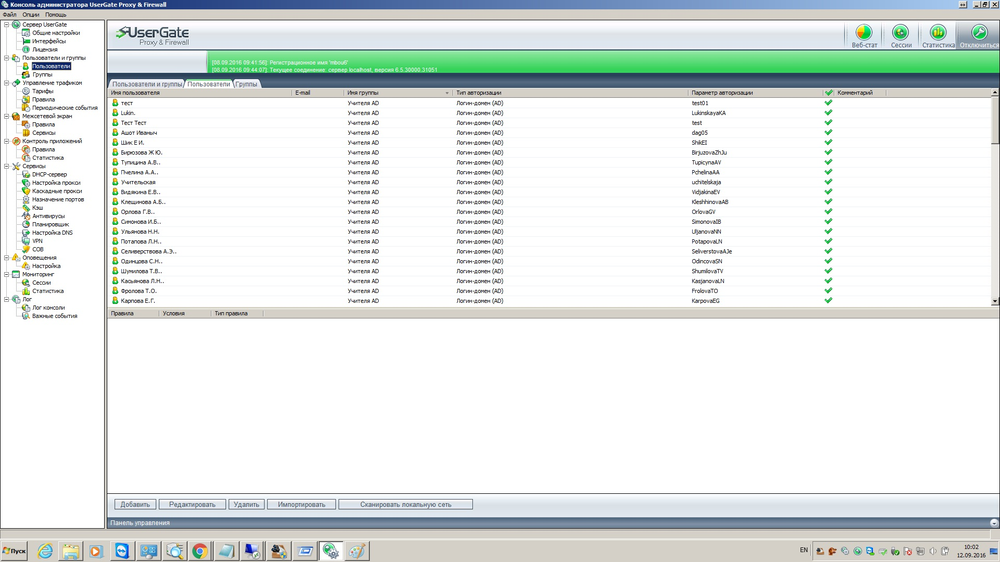 Консоль администратора UserGate Proxy & Firewall
Файл Опции Помощь
Сервер UserGate
Общие настройки
Интерфейсы
Лицензия
Пользователи и группы
Пользователи
Группы
Управление трафиком
Тарифы
Правила
Периодические события
Межсетевой экран
Правила
Сервисы
Контроль приложений
Правила
Статистика
Сервисы
DHCP-сервер
Настройка прокси
Каскадные прокси
Назначение портов
Кэш
Антивирусы
Планировщик
Настройка DNS
VPN
СОВ
Оповещения
Настройка
Мониторинг
Сессии
Статистика
Лог
Лог консоли
Важные события
UserGate
Proxy & Firewall
Веб-стат Сессии Статистика Отключиться
[08.09.2016 09:41:56]: Регистрационное имя 'mbou6'
[08.09.2016 09:44:07]: Текущее соединение: сервер localhost, версия 6.5.30000.31051
Пользователи и группы Пользователи Группы
Имя пользователя E-mail Имя группы Тип авторизации Параметр авторизации Комментарий
тест Учителя AD Логин-домен (AD) test01
Lukin. Учителя AD Логин-домен (AD) LukinskayaKA
Тест Тест Учителя AD Логин-домен (AD) test
Ашот Иваныч Учителя AD Логин-домен (AD) dag05
Шик Е И. Учителя AD Логин-домен (AD) ShikEI
Бирюзова Ж Ю. Учителя AD Логин-домен (AD) BirjuzovaZhJu
Тупицина А.В.. Учителя AD Логин-домен (AD) TupicynaAV
Пчелина А.А.. Учителя AD Логин-домен (AD) PchelinaAA
Учительская Учителя AD Логин-домен (AD) uchitelskaja
Видякина Е.В.. Учителя AD Логин-домен (AD) VidjakinaEV
Клещинова А.Б.. Учителя AD Логин-домен (AD) KleshhinovaAB
Орлова Г.В.. Учителя AD Логин-домен (AD) OrlovaGV
Симонова И.Б.. Учителя AD Логин-домен (AD) SimonovaIB
Ульянова Н.Н. Учителя AD Логин-домен (AD) UljanovaNN
Потапова Л.Н.. Учителя AD Логин-домен (AD) PotapovaLN
Селиверствова А.Э.. Учителя AD Логин-домен (AD) SeliverstovaAJe
Одинцова С.Н.. Учителя AD Логин-домен (AD) OdincovaSN
Шумилова Т.В.. Учителя AD Логин-домен (AD) ShumilovaTV
Касьянова Л.Н.. Учителя AD Логин-домен (AD) KasjanovaLN
Фролова Т.О. Учителя AD Логин-домен (AD) FrolovaTO
Карпова Е.Г. Учителя AD Логин-домен (AD) KarpovaEG
Правила Условия Тип правила
Добавить Редактировать Удалить Импортировать Сканировать локальную сеть
Панель управления
Пуск
EN
10:02
12.09.2016